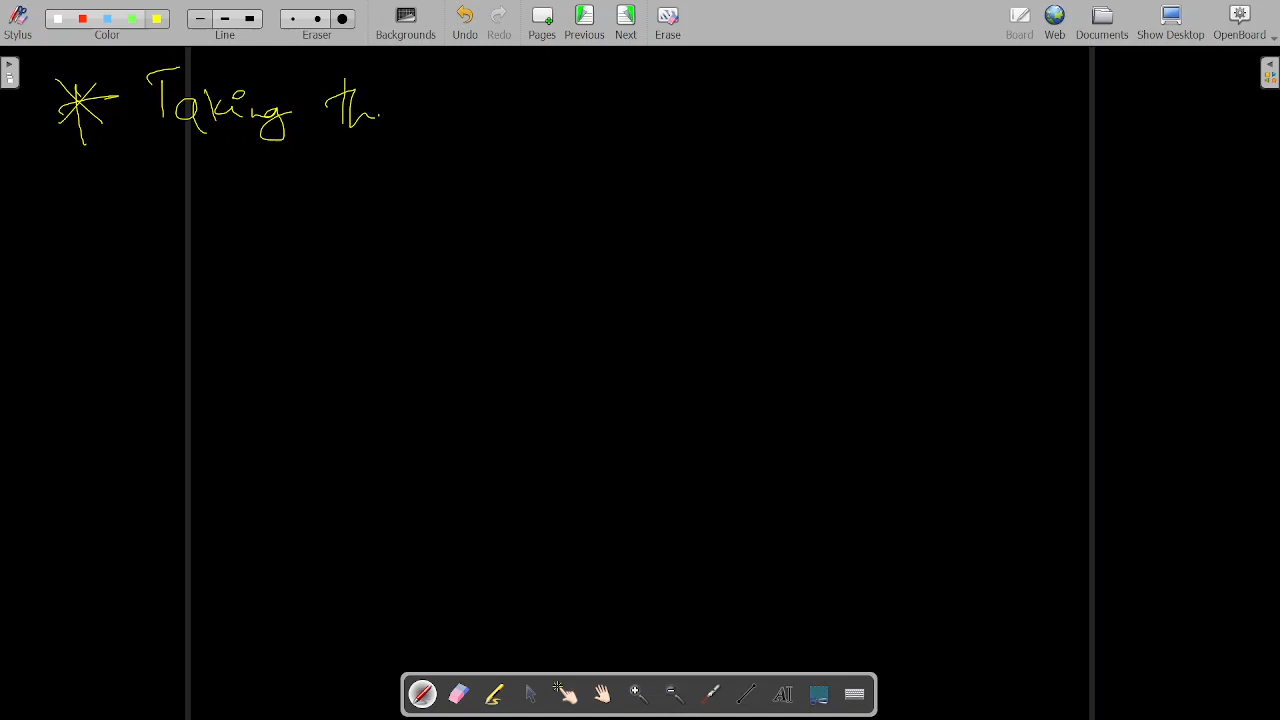 Stylus Color Line Eraser Backgrounds Undo Redo Pages Previous Next Erase Board Web Documents Show Desktop OpenBoard
* Taking th
AI